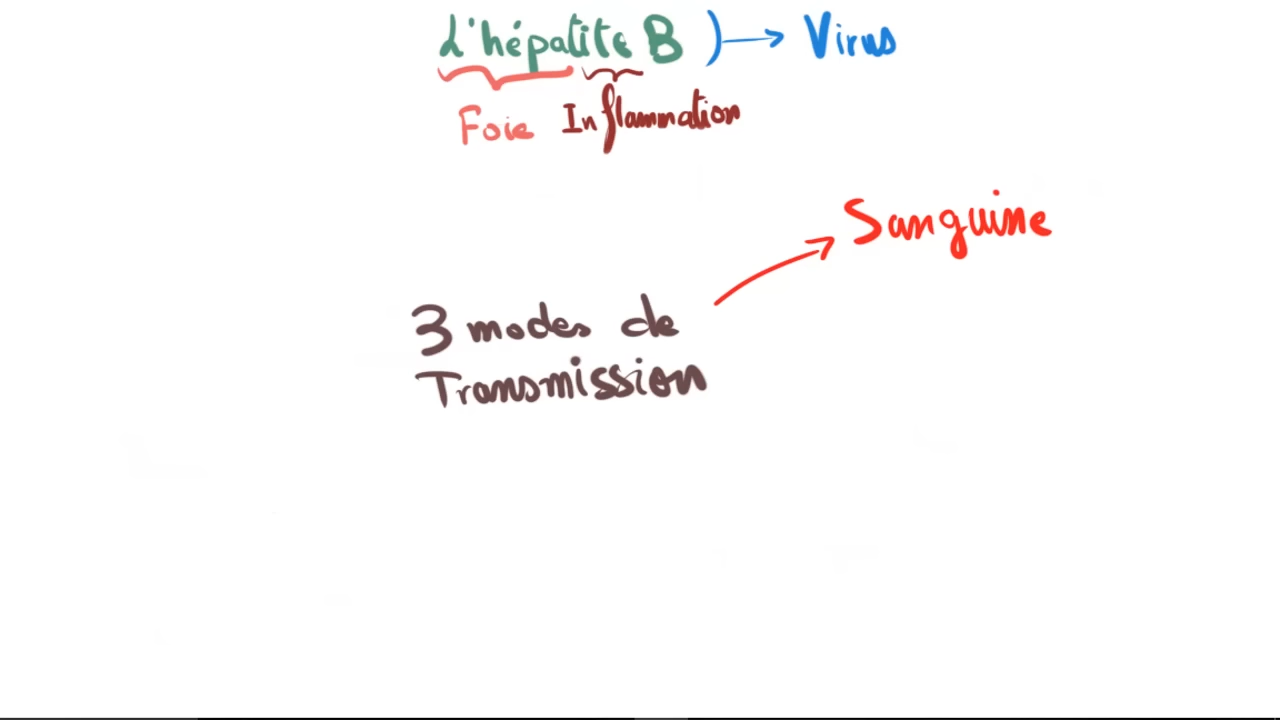 L'hépatite B ) → Virus
Foie Inflammation
Sanguine
3 modes de
Transmission